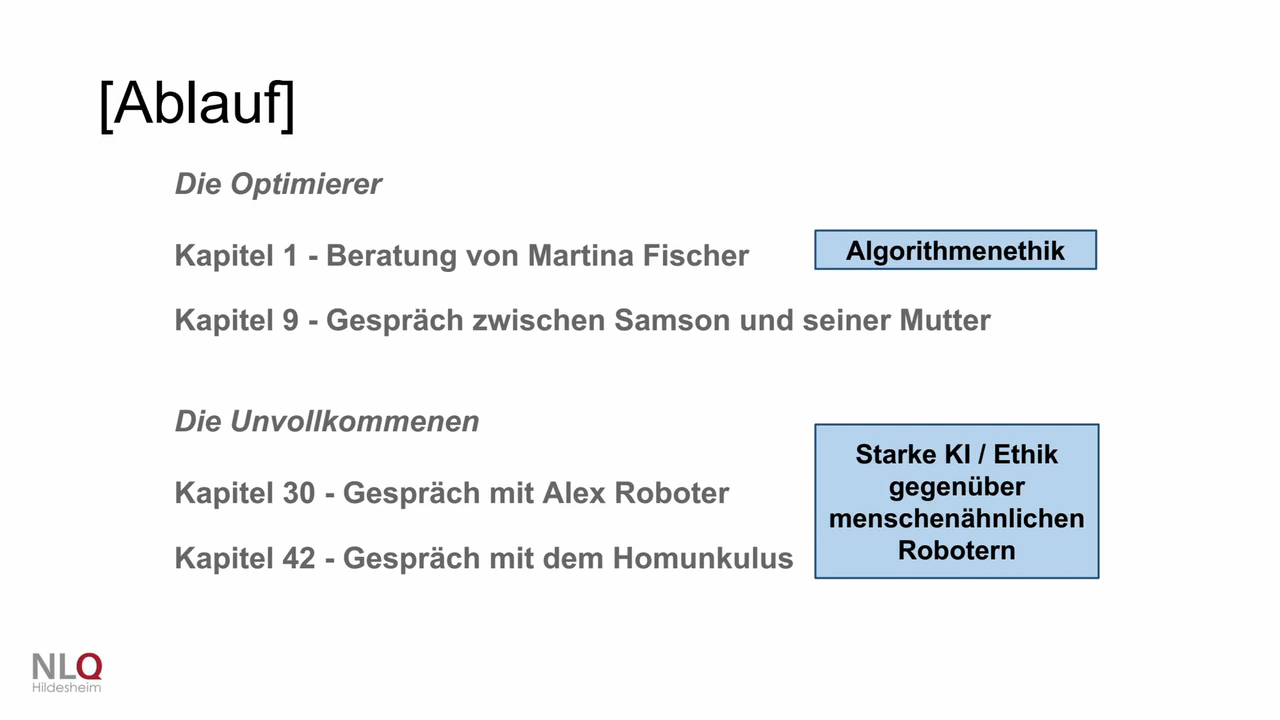 [Ablauf]
Die Optimierer
Kapitel 1 - Beratung von Martina Fischer
Algorithmenethik
Kapitel 9 - Gespräch zwischen Samson und seiner Mutter
Die Unvollkommenen
Kapitel 30 - Gespräch mit Alex Roboter
Kapitel 42 - Gespräch mit dem Homunkulus
Starke KI / Ethik
gegenüber
menschenähnlichen
Robotern
NLQ
Hildesheim